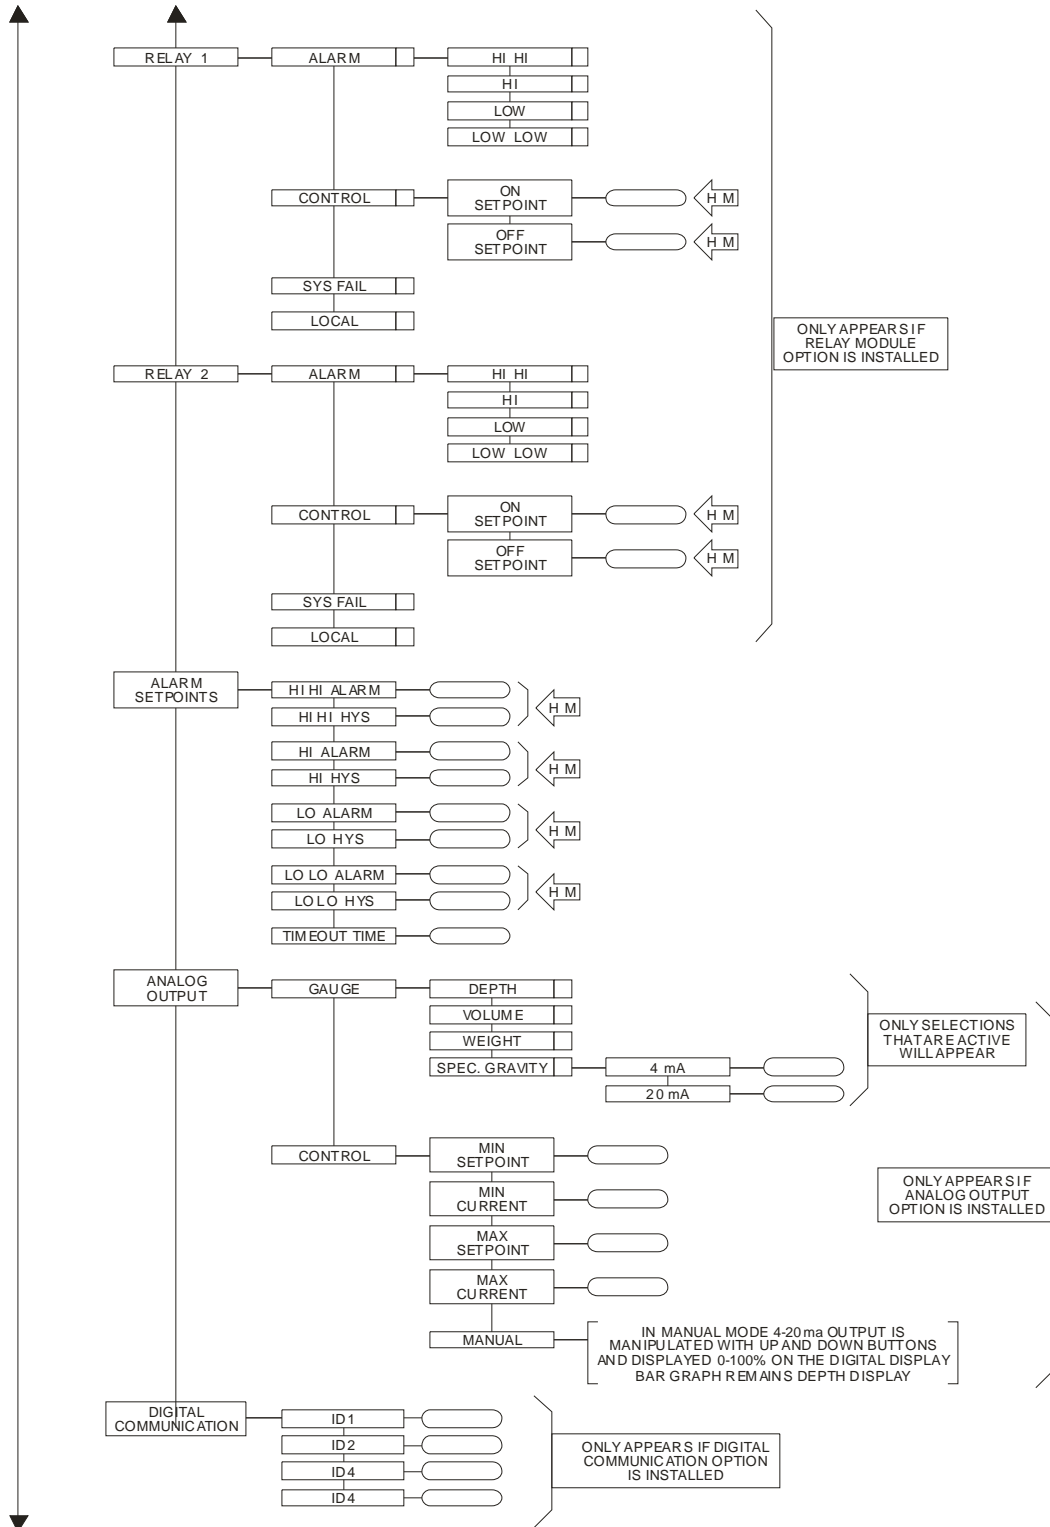 RELAY 1
ALARM
HI HI
HI
LOW
LOW LOW
CONTROL
ON
SETPOINT
H M
OFF
SETPOINT
H M
SYS FAIL
LOCAL
ONLY APPEARS IF
RELAY MODULE
OPTION IS INSTALLED
RELAY 2
ALARM
HI HI
HI
LOW
LOW LOW
CONTROL
ON
SETPOINT
H M
OFF
SETPOINT
H M
SYS FAIL
LOCAL
ALARM
SETPOINTS
HI HI ALARM
HI HI HYS
H M
HI ALARM
HI HYS
H M
LO ALARM
LO HYS
H M
LO LO ALARM
LO LO HYS
H M
TIMEOUT TIME
ANALOG
OUTPUT
GAUGE
DEPTH
VOLUME
WEIGHT
SPEC. GRAVITY
4 mA
20 mA
ONLY SELECTIONS
THAT ARE ACTIVE
WILL APPEAR
CONTROL
MIN
SETPOINT
MIN
CURRENT
MAX
SETPOINT
MAX
CURRENT
MANUAL
IN MANUAL MODE 4-20 ma OUTPUT IS
MANIPULATED WITH UP AND DOWN BUTTONS
AND DISPLAYED 0-100% ON THE DIGITAL DISPLAY
BAR GRAPH REMAINS DEPTH DISPLAY
ONLY APPEARS IF
ANALOG OUTPUT
OPTION IS INSTALLED
DIGITAL
COMMUNICATION
ID1
ID2
ID4
ID4
ONLY APPEARS IF DIGITAL
COMMUNICATION OPTION
IS INSTALLED